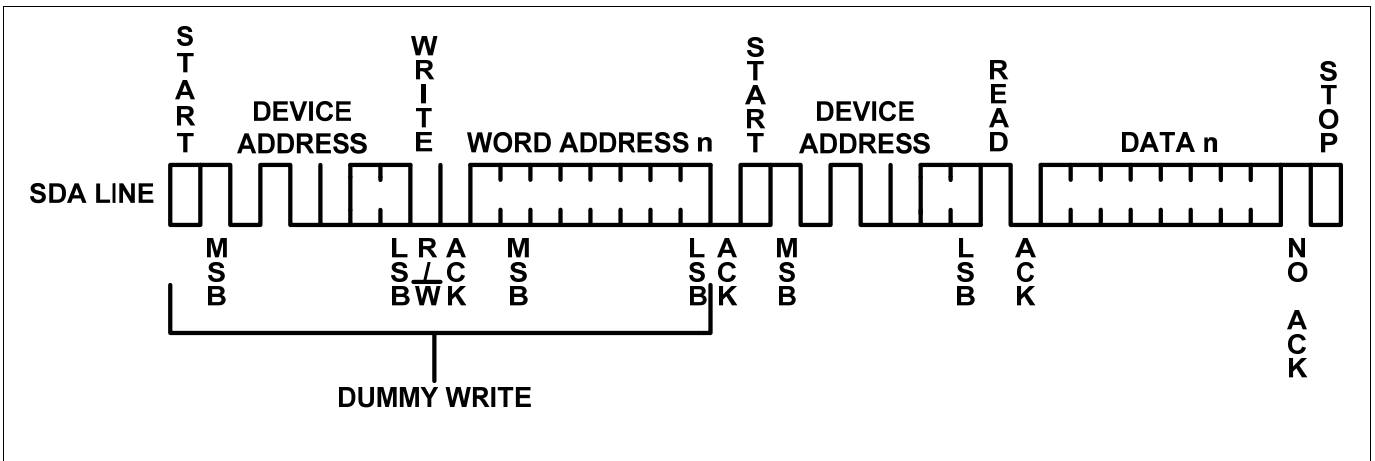 START
WRITE
START
READ
STOP
DEVICE
ADDRESS
WORD ADDRESS n
DEVICE
ADDRESS
DATA n
SDA LINE
MSB
LSB
R/W
ACK
MSB
LSB
ACK
MSB
LSB
ACK
NO ACK
DUMMY WRITE